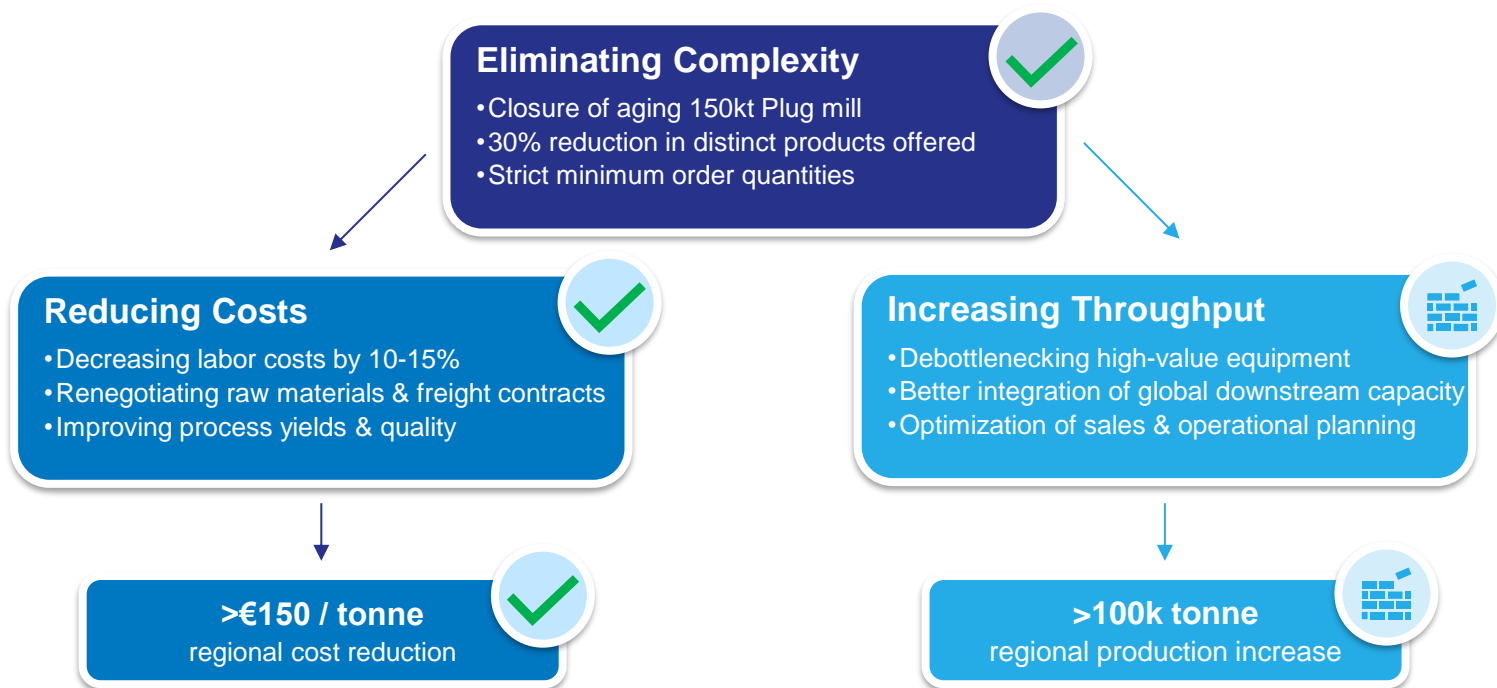 Eliminating Complexity
•Closure of aging 150kt Plug mill
•30% reduction in distinct products offered
•Strict minimum order quantities
Reducing Costs
•Decreasing labor costs by 10-15%
•Renegotiating raw materials & freight contracts
•Improving process yields & quality
Increasing Throughput
•Debottlenecking high-value equipment
•Better integration of global downstream capacity
•Optimization of sales & operational planning
>€150 / tonne
regional cost reduction
>100k tonne
regional production increase